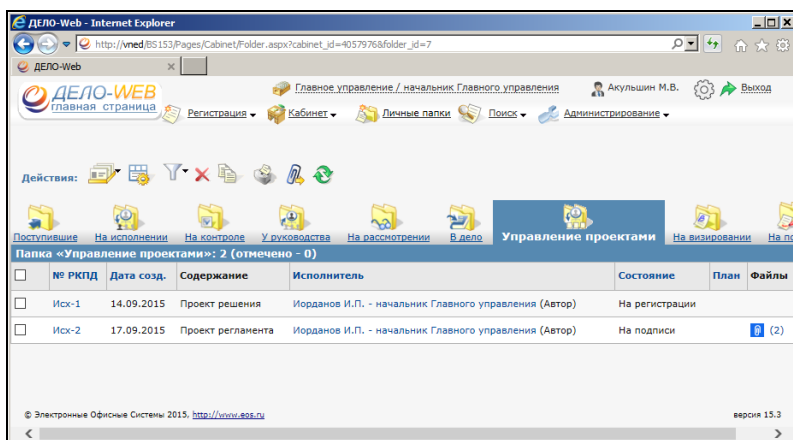 ДЕЛО-Web - Internet Explorer
http://vned/BS153/Pages/Cabinet/Folder.aspx?cabinet_id=4057976&folder_id=7
ДЕЛО-Web
ДЕЛО-WEB
главная страница
Главное управление / начальник Главного управления
Акульшин М.В.
Выход
Регистрация
Кабинет
Личные папки
Поиск
Администрирование
Действия:
Поступившие
На исполнении
На контроле
У руководства
На рассмотрении
В дело
Управление проектами
На визировании
На по
Папка «Управление проектами»: 2 (отмечено - 0)
№ РКПД Дата созд. Содержание Исполнитель Состояние План Файлы
Исх-1 14.09.2015 Проект решения Иорданов И.П. - начальник Главного управления (Автор) На регистрации
Исх-2 17.09.2015 Проект регламента Иорданов И.П. - начальник Главного управления (Автор) На подписи (2)
© Электронные Офисные Системы 2015, http://www.eos.ru версия 15.3